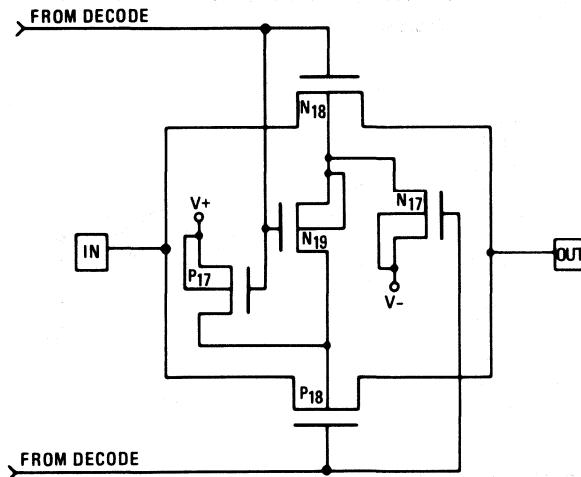 FROM DECODE
N18
V+
N17
N19
IN
P17
OUT
V-
P18
FROM DECODE